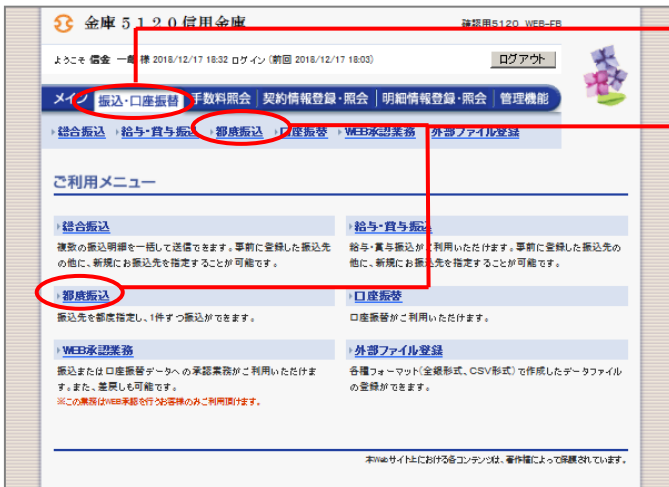 金庫５１２０信用金庫
確認用5120 WEB-FB
ようこそ 信金 一郎 様 2018/12/17 18:32 ログイン (前回 2018/12/17 18:03)
ログアウト
メイン 振込・口座振替 手数料照会 契約情報登録・照会 明細情報登録・照会 管理機能
総合振込 給与・賞与振込 都度振込 口座振替 WEB承認業務 外部ファイル登録
ご利用メニュー
総合振込
複数の振込明細を一括して送信できます。事前に登録した振込先
の他に、新規にお振込先を指定することが可能です。
給与・賞与振込
給与・賞与振込がご利用いただけます。事前に登録した振込先の
他に、新規にお振込先を指定することが可能です。
都度振込
振込先を都度指定し、1件ずつ振込ができます。
口座振替
口座振替がご利用いただけます。
WEB承認業務
振込または口座振替データへの承認業務がご利用いただけま
す。また、差戻しも可能です。
※この業務はWEB承認を行うお客様のみご利用頂けます。
外部ファイル登録
各種フォーマット(全銀形式、CSV形式)で作成したデータファイル
の登録ができます。
本Webサイト上における各コンテンツは、著作権によって保護されています。